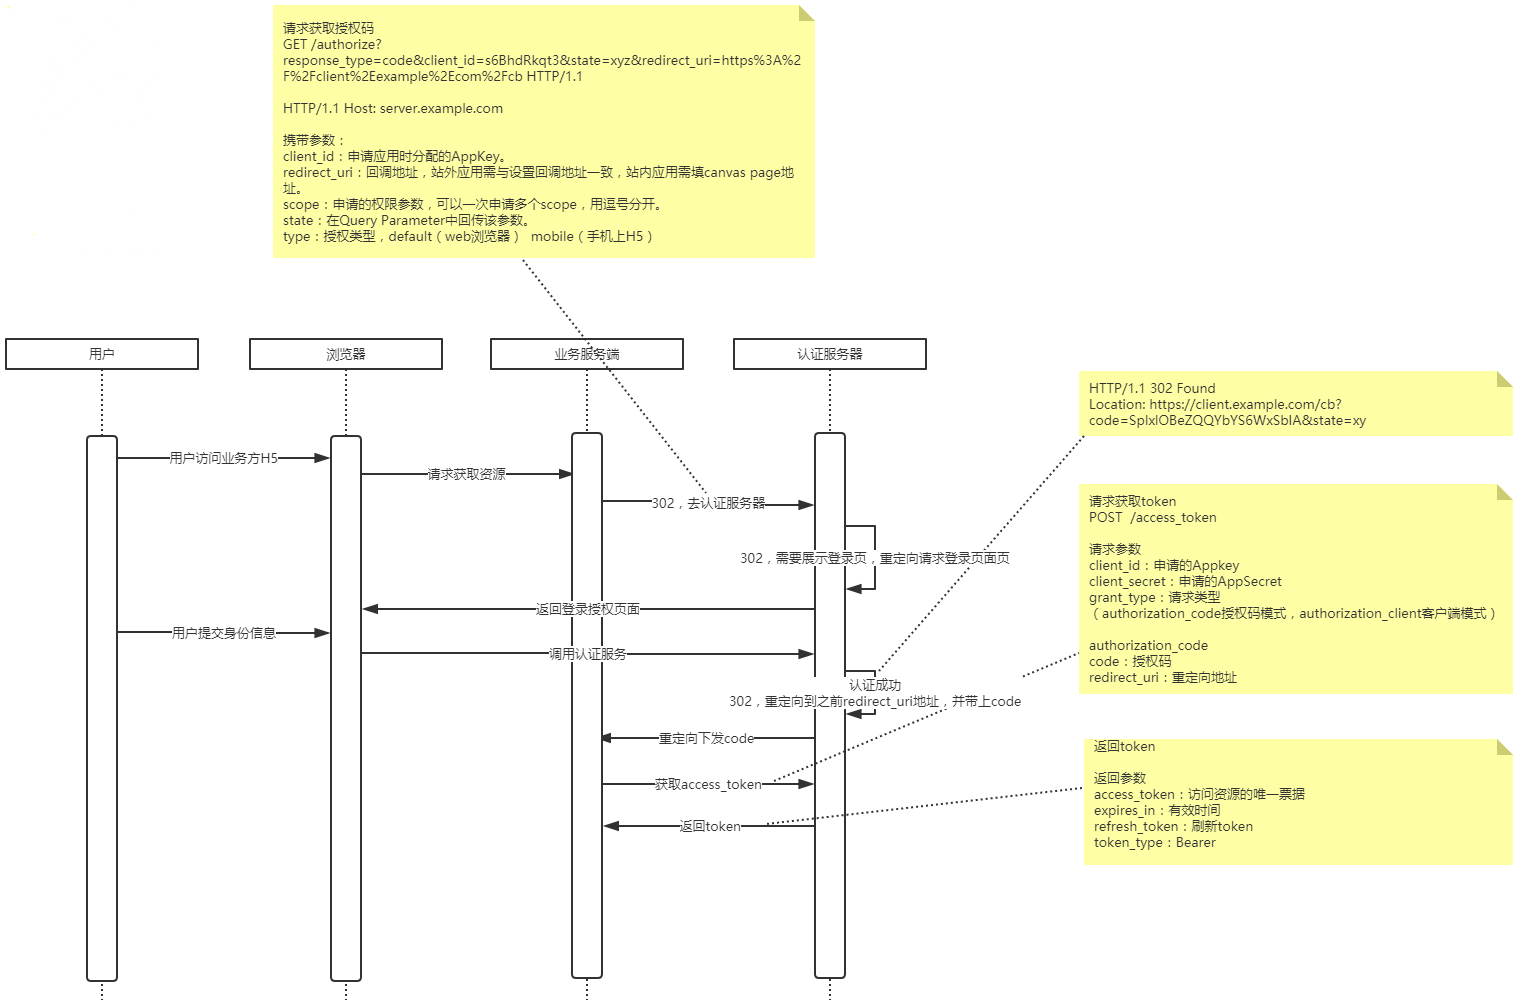 请求获取授权码
GET /authorize?
response_type=code&client_id=s6BhdRkqt3&state=xyz&redirect_uri=https%3A%2
F%2Fclient%2Eexample%2Ecom%2Fcb HTTP/1.1
HTTP/1.1 Host: server.example.com
携带参数：
client_id：申请应用时分配的AppKey。
redirect_uri：回调地址，站外应用需与设置回调地址一致，站内应用需填canvas page地
址。
scope：申请的权限参数，可以一次申请多个scope，用逗号分开。
state：在Query Parameter中回传该参数。
type：授权类型，default（web浏览器） mobile（手机上H5）
用户
浏览器
业务服务端
认证服务器
HTTP/1.1 302 Found
Location: https://client.example.com/cb?
code=SplxlOBeZQQYbYS6WxSbIA&state=xy
用户访问业务方H5
请求获取资源
302，去认证服务器
302，需要展示登录页，重定向请求登录页面页
返回登录授权页面
用户提交身份信息
调用认证服务
认证成功
302，重定向到之前redirect_uri地址，并带上code
重定向下发code
获取access_token
返回token
请求获取token
POST /access_token
请求参数
client_id：申请的Appkey
client_secret：申请的AppSecret
grant_type：请求类型
（authorization_code授权码模式，authorization_client客户端模式）
authorization_code
code：授权码
redirect_uri：重定向地址
返回token
返回参数
access_token：访问资源的唯一票据
expires_in：有效时间
refresh_token：刷新token
token_type：Bearer